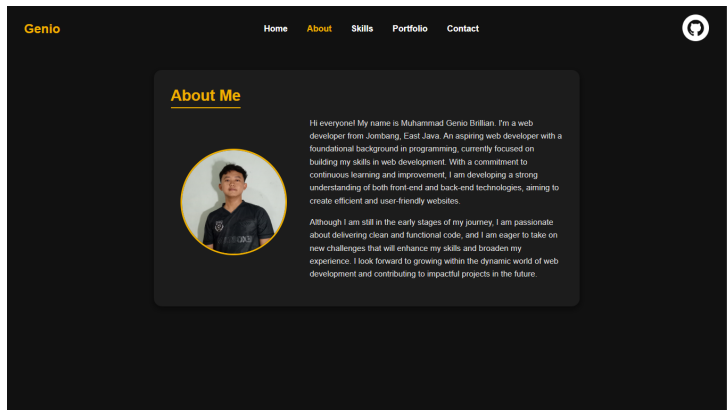 Genio
Home About Skills Portfolio Contact
About Me
Hi everyone! My name is Muhammad Genio Brillian. I'm a web
developer from Jombang, East Java. An aspiring web developer with a
foundational background in programming, currently focused on
building my skills in web development. With a commitment to
continuous learning and improvement, I am developing a strong
understanding of both front-end and back-end technologies, aiming to
create efficient and user-friendly websites.
Although I am still in the early stages of my journey, I am passionate
about delivering clean and functional code, and I am eager to take on
new challenges that will enhance my skills and broaden my
experience. I look forward to growing within the dynamic world of web
development and contributing to impactful projects in the future.